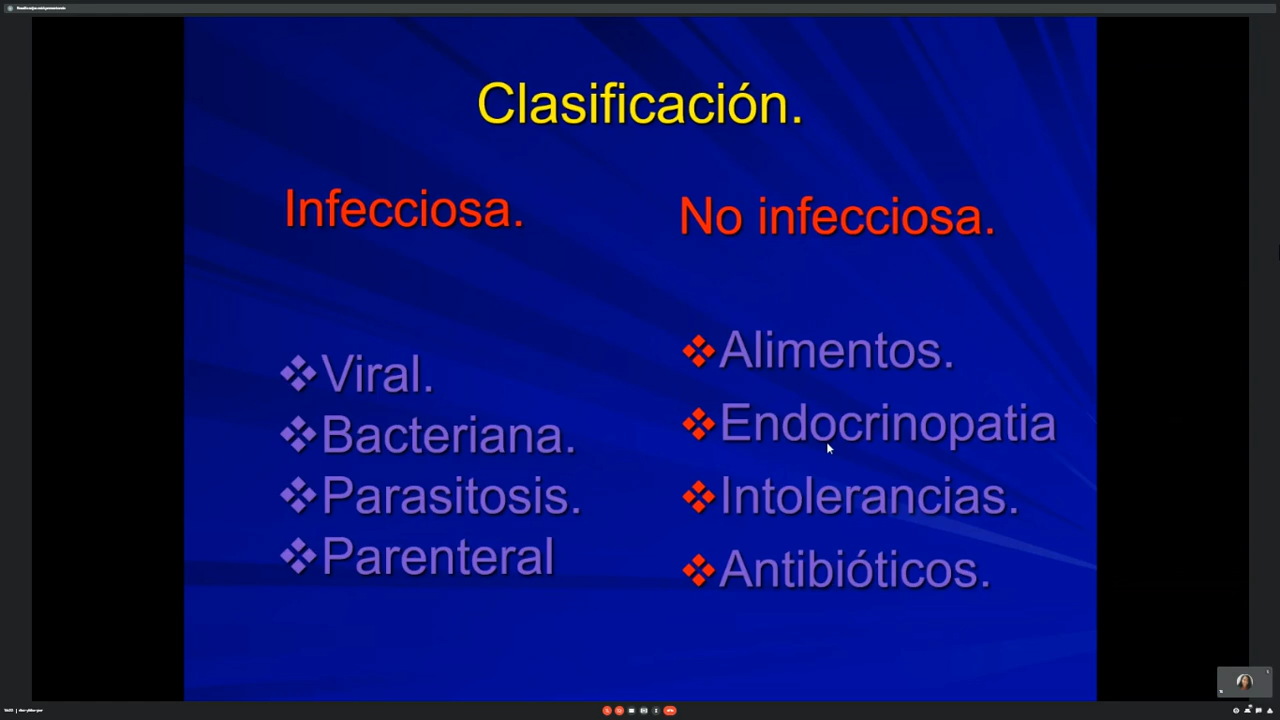 Clasificación.
Infecciosa.
❖Viral.
❖Bacteriana.
❖Parasitosis.
❖Parenteral
No infecciosa.
❖Alimentos.
❖Endocrinopatia
❖Intolerancias.
❖Antibióticos.